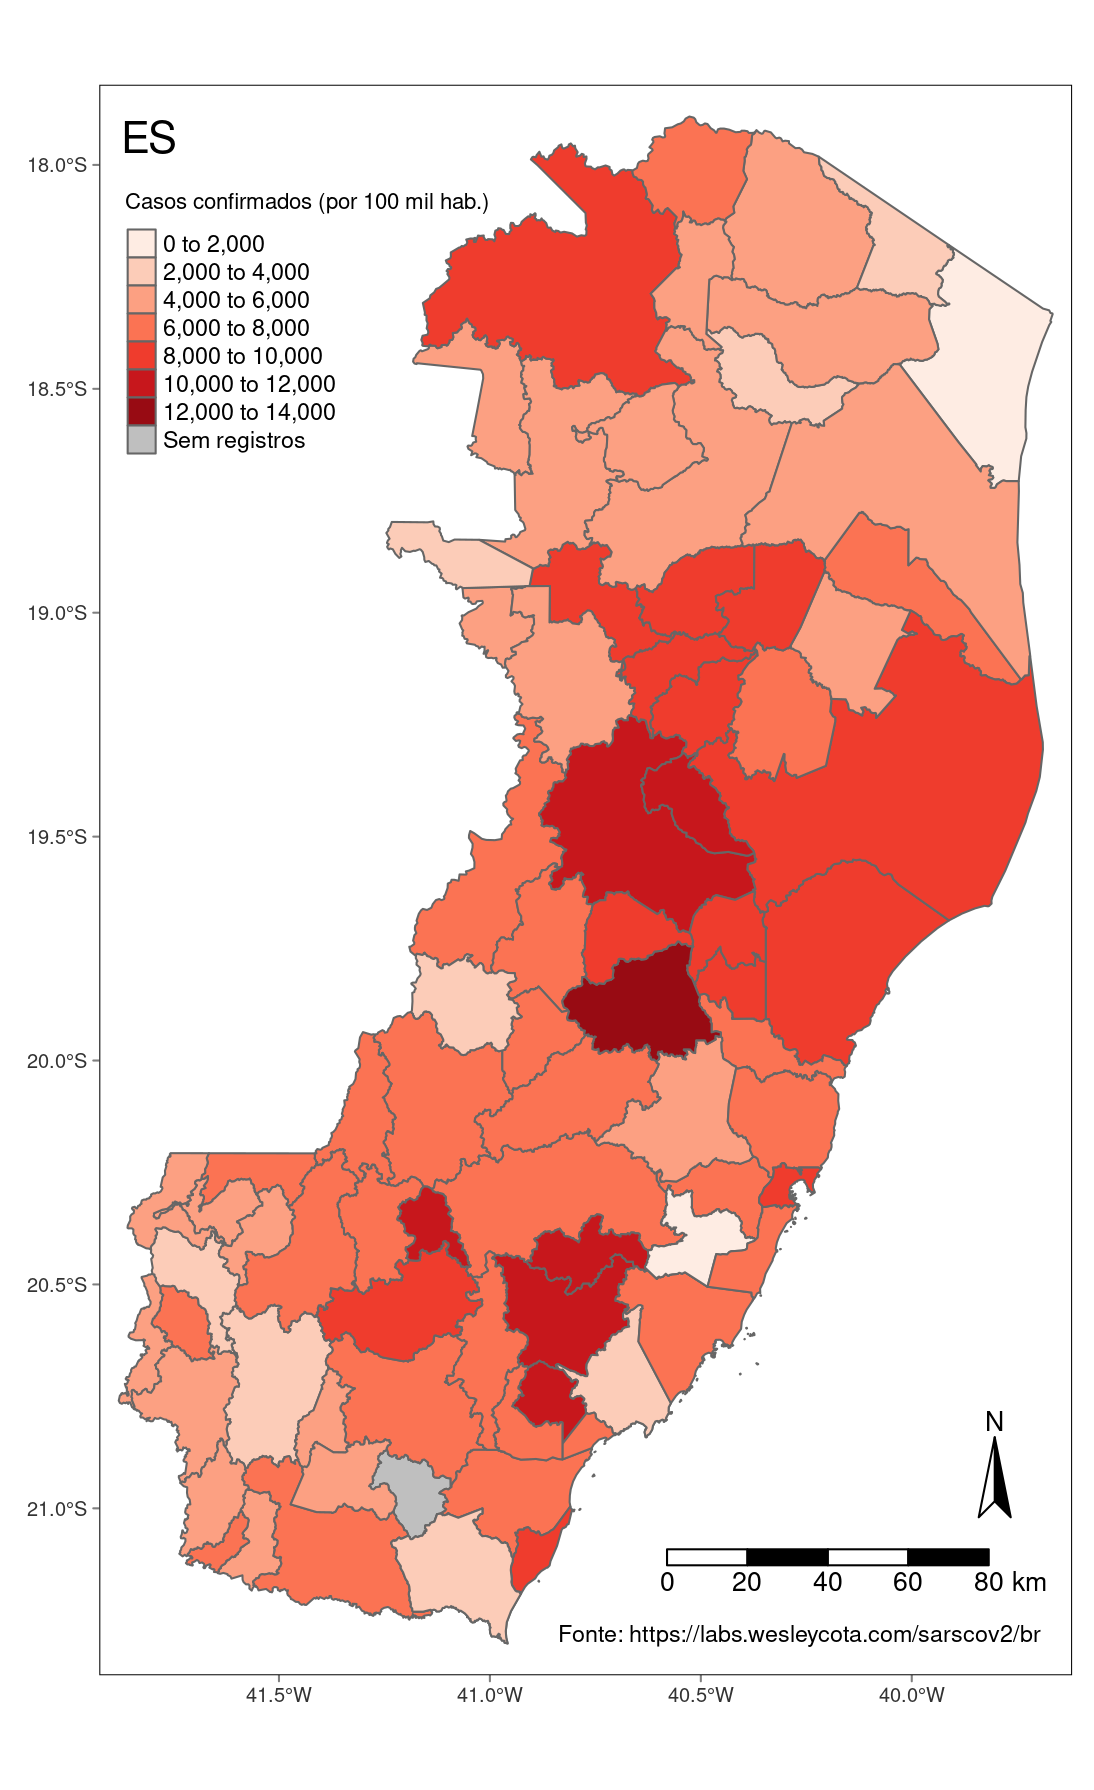 ES
Casos confirmados (por 100 mil hab.)
0 to 2,000
2,000 to 4,000
4,000 to 6,000
6,000 to 8,000
8,000 to 10,000
10,000 to 12,000
12,000 to 14,000
Sem registros
18.0°S
18.5°S
19.0°S
19.5°S
20.0°S
20.5°S
21.0°S
N
0 20 40 60 80 km
Fonte: https://labs.wesleycota.com/sarscov2/br
41.5°W 41.0°W 40.5°W 40.0°W